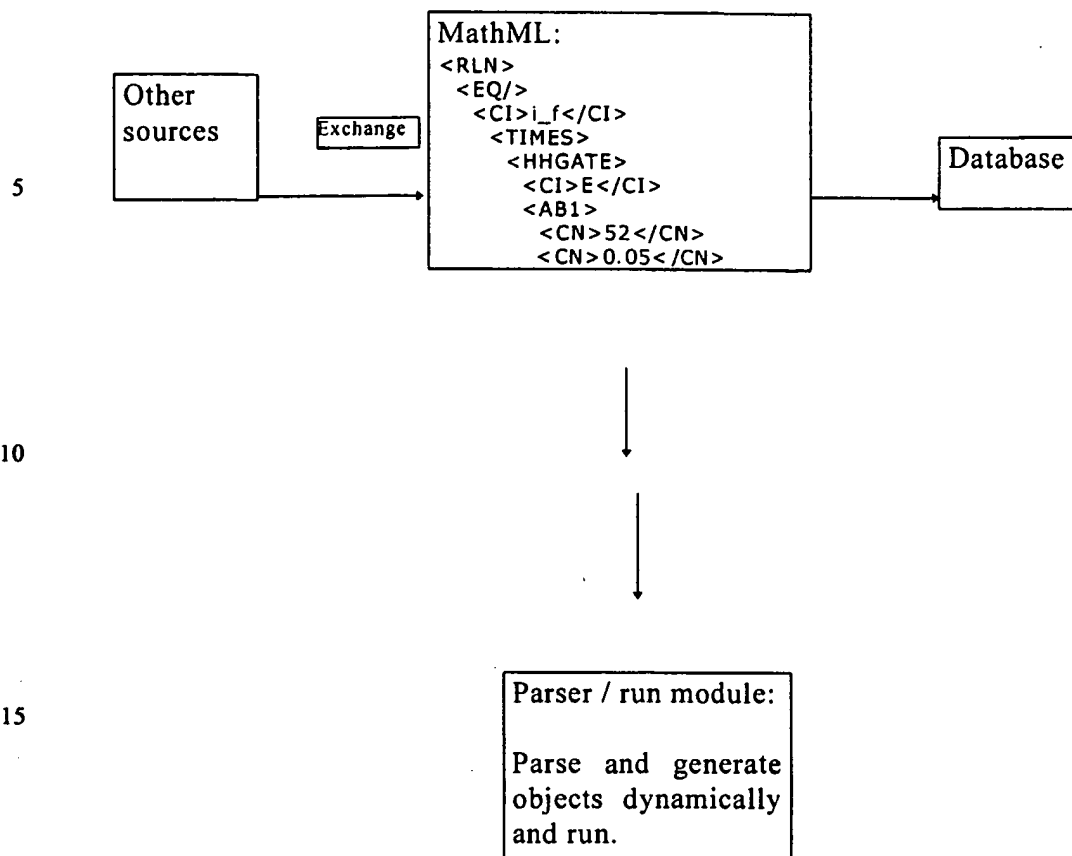 MathML:
<RLN>
<EQ/>
<CI>i_f</CI>
<TIMES>
<HHGATE>
<CI>E</CI>
<AB1>
<CN>52</CN>
<CN>0.05</CN>
Other
sources
Exchange
Database
5
10
15
Parser / run module:
Parse and generate
objects dynamically
and run.